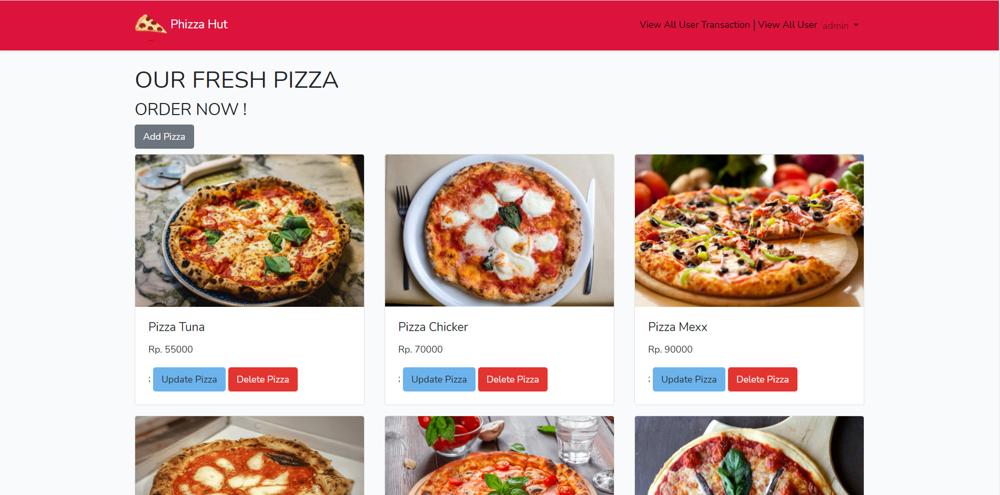 Phizza Hut
View All User Transaction | View All User admin
OUR FRESH PIZZA
ORDER NOW !
Add Pizza
Pizza Tuna
Rp. 55000
; Update Pizza Delete Pizza
Pizza Chicker
Rp. 70000
; Update Pizza Delete Pizza
Pizza Mexx
Rp. 90000
; Update Pizza Delete Pizza